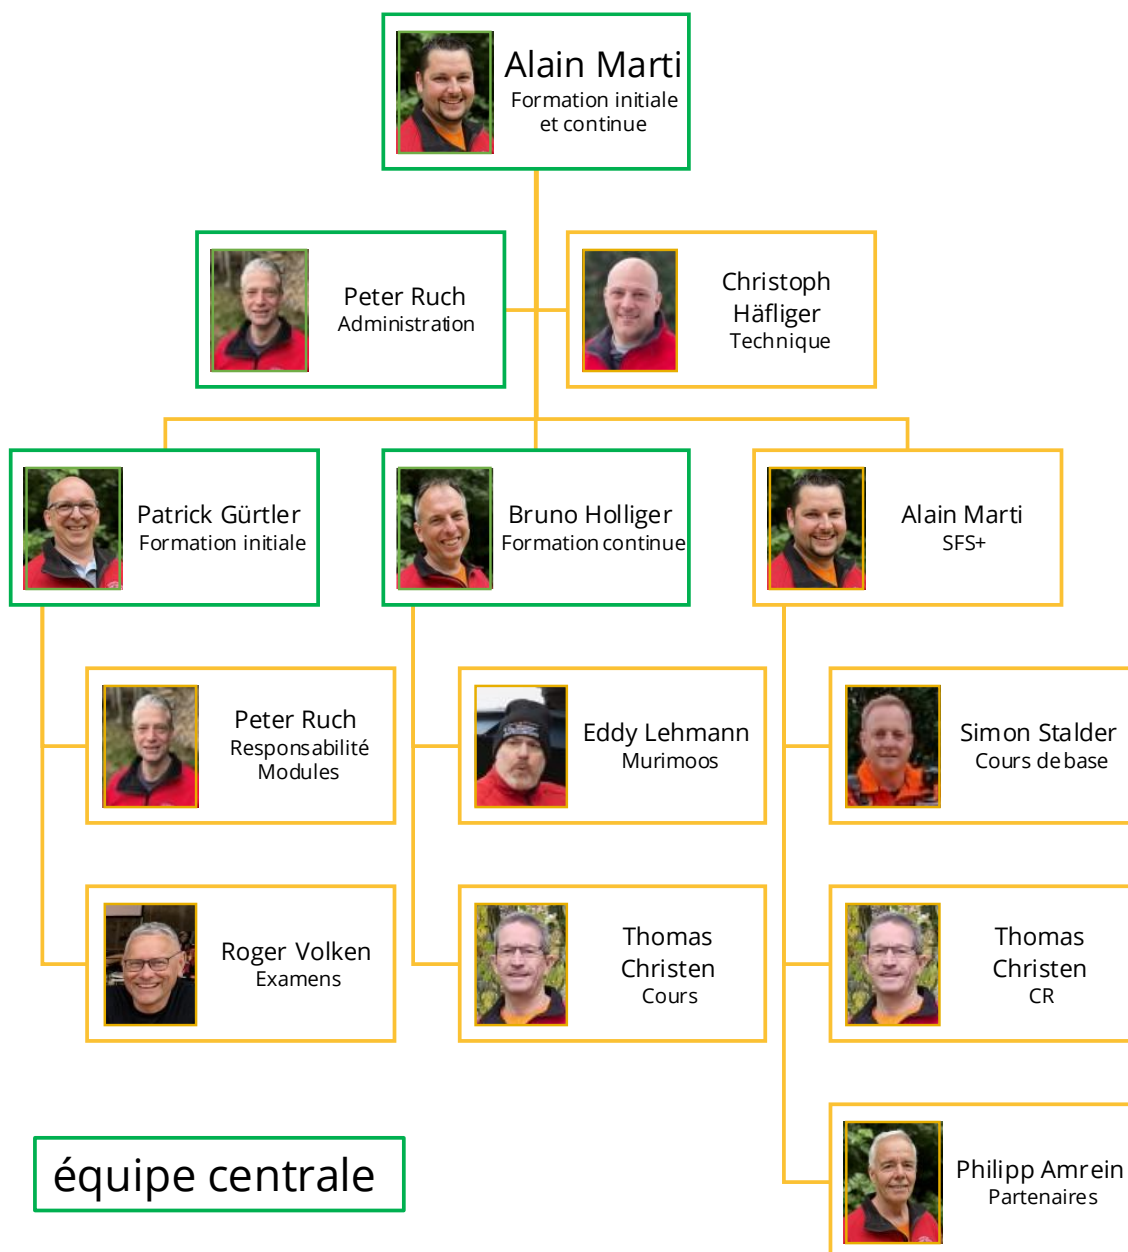 Alain Marti
Formation initiale
et continue
Peter Ruch
Administration
Christoph
Häfliger
Technique
Patrick Gürtler
Formation initiale
Bruno Holliger
Formation continue
Alain Marti
SFS+
Peter Ruch
Responsabilité
Modules
Eddy Lehmann
Murimoos
Simon Stalder
Cours de base
Roger Volken
Examens
Thomas
Christen
Cours
Thomas
Christen
CR
Philipp Amrein
Partenaires
équipe centrale